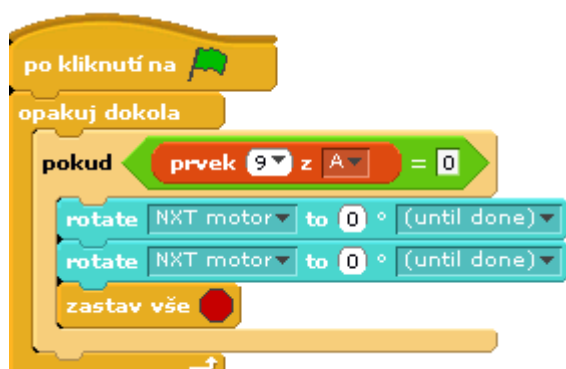 po kliknutí na
opakuj dokola
pokud prvek 9 z A = 0
rotate NXT motor to 0 ° (until done)
rotate NXT motor to 0 ° (until done)
zastav vše